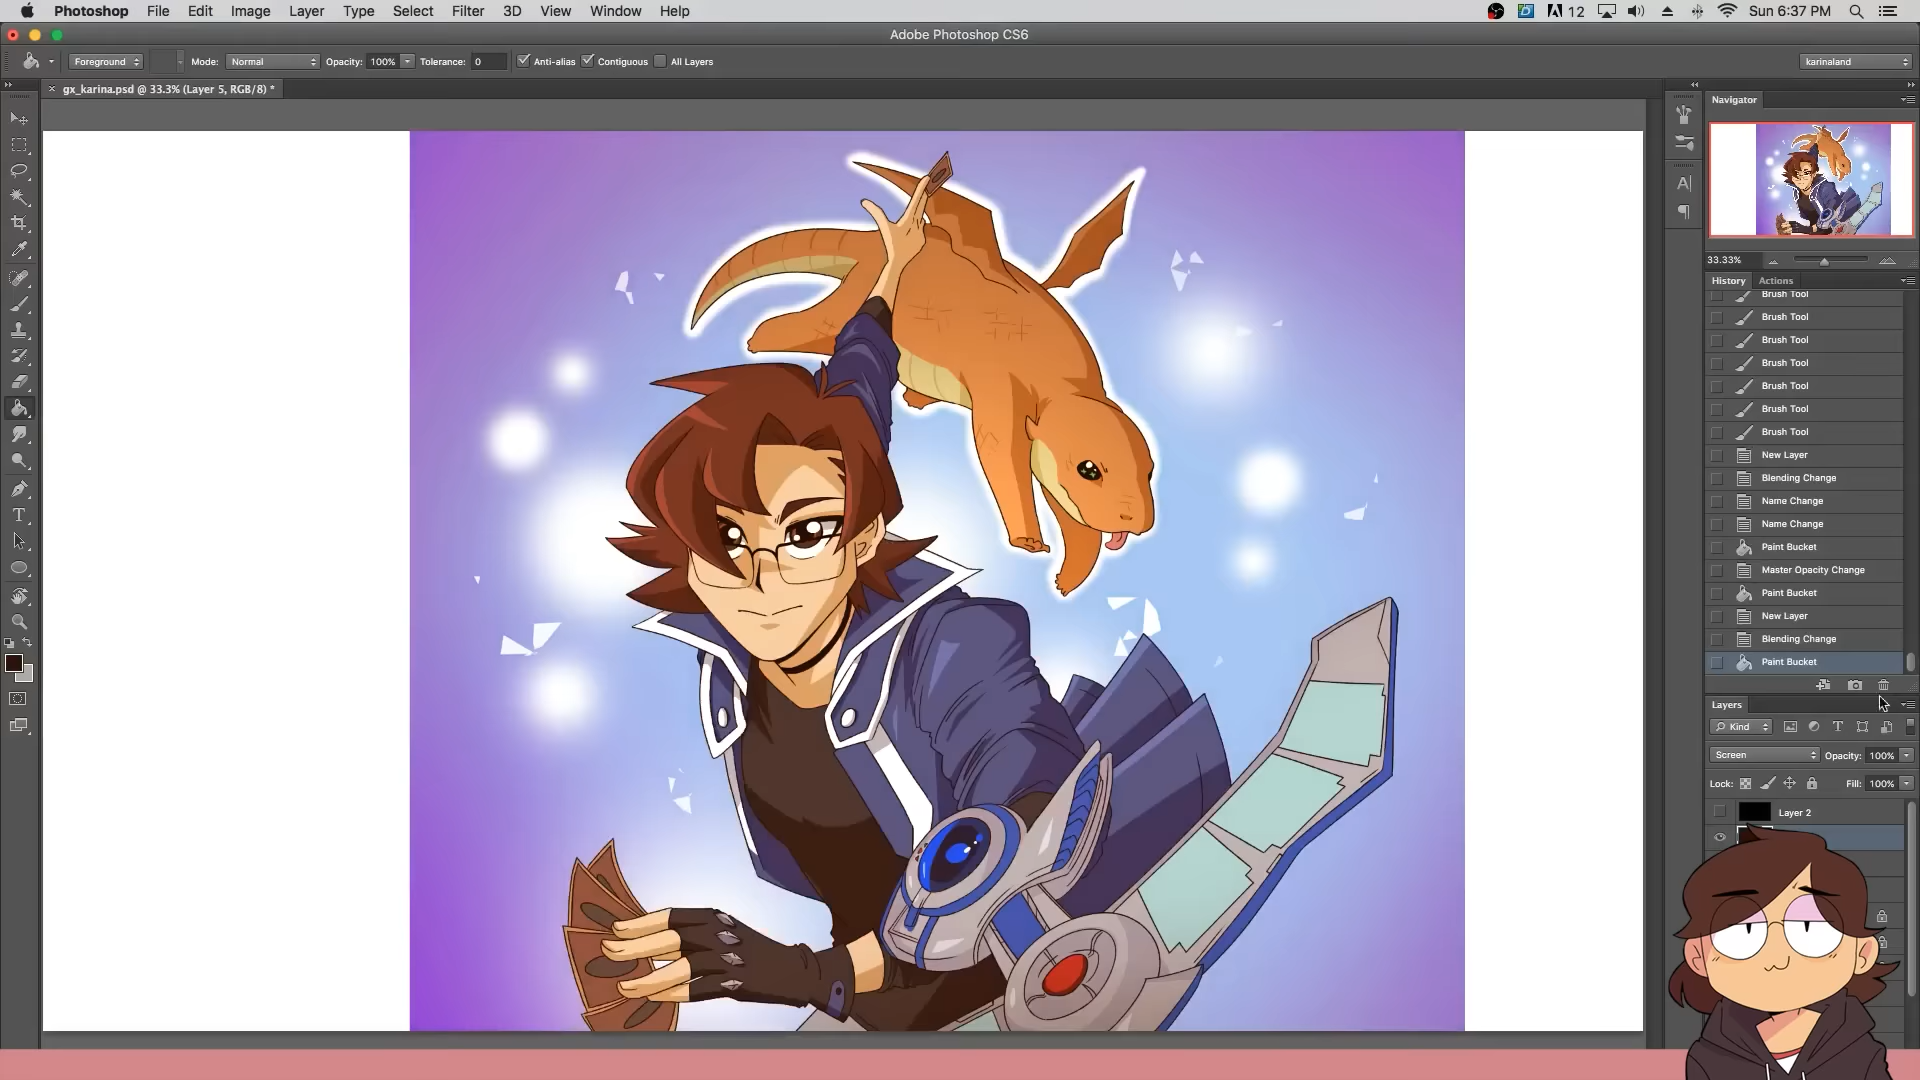 Photoshop File Edit Image Layer Type Select Filter 3D View Window Help 12 Sun 6:37 PM
Adobe Photoshop CS6
Foreground Mode: Normal Opacity: 100% Tolerance: 0 Anti-alias Contiguous All Layers karinaland
gx_karina.psd @ 33.3% (Layer 5, RGB/8) *
Navigator
33.33%
History Actions
Brush Tool
Brush Tool
Brush Tool
Brush Tool
Brush Tool
Brush Tool
Brush Tool
New Layer
Blending Change
Name Change
Name Change
Paint Bucket
Master Opacity Change
Paint Bucket
New Layer
Blending Change
Paint Bucket
Layers
Kind
Screen Opacity: 100%
Lock: Fill: 100%
Layer 2